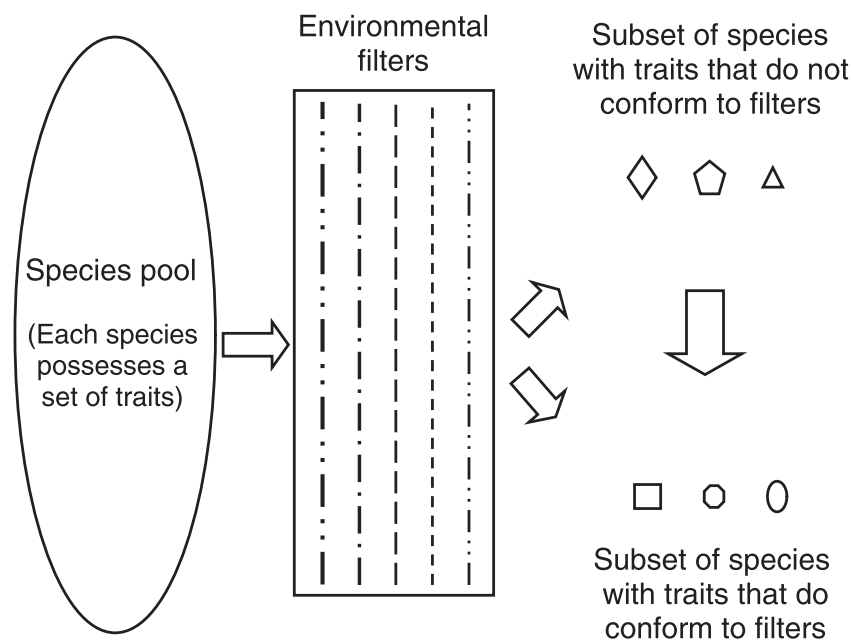 Environmental
filters
Subset of species
with traits that do not
conform to filters
Species pool
(Each species
possesses a
set of traits)
Subset of species
with traits that do
conform to filters